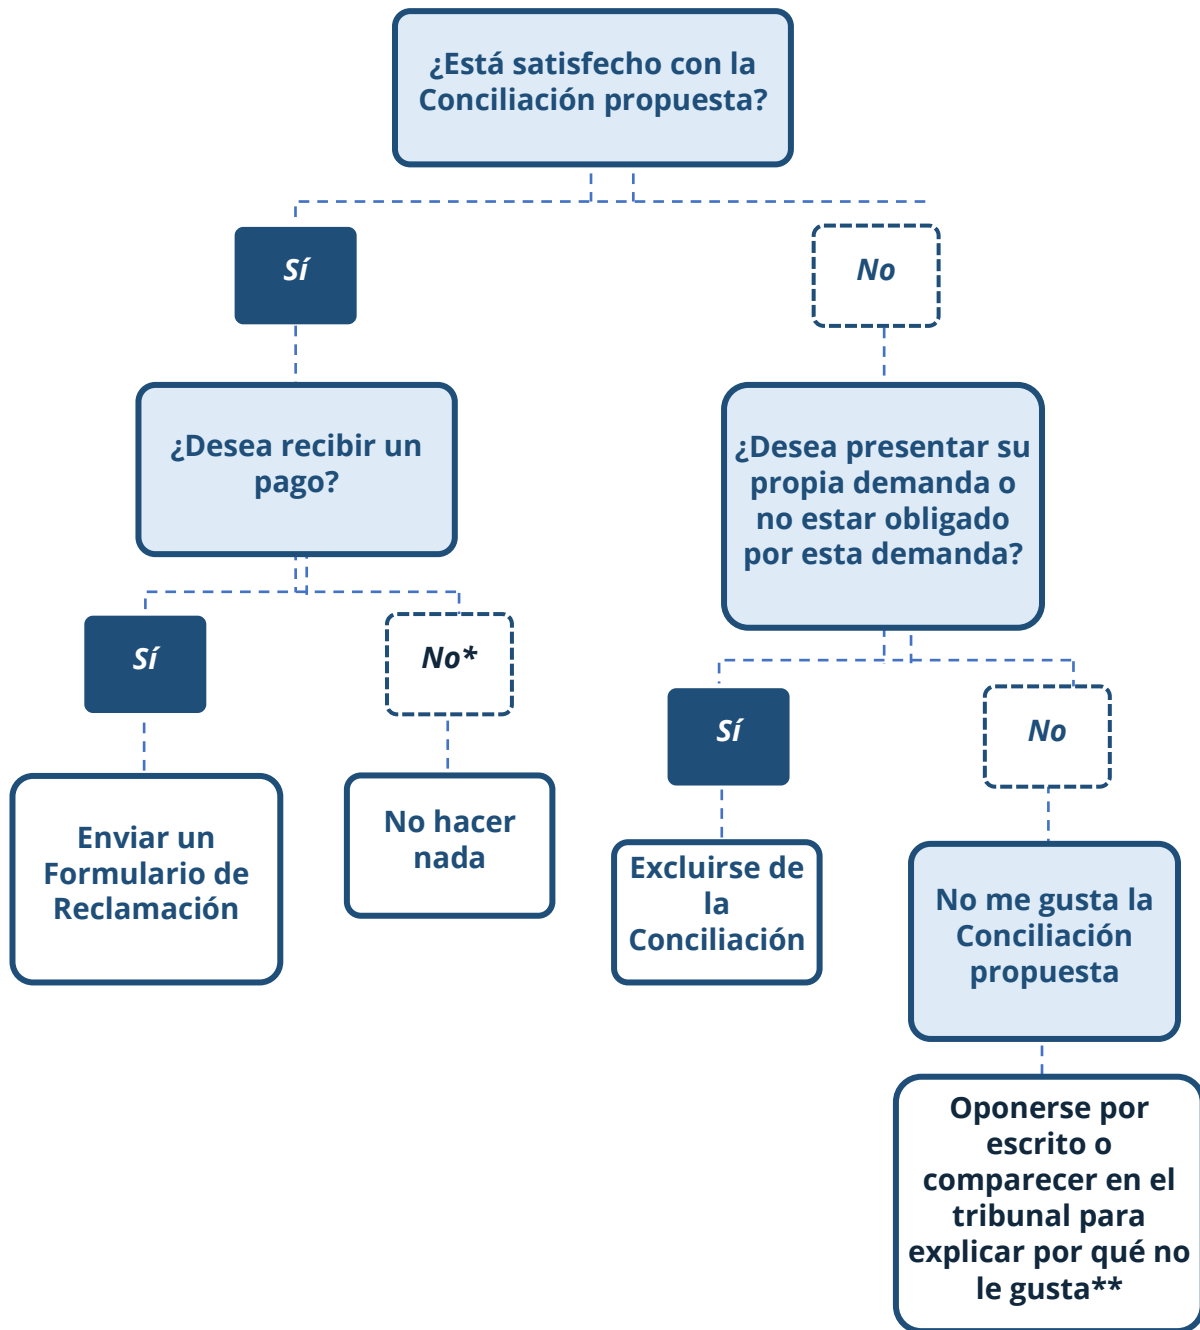 ¿Está satisfecho con la
Conciliación propuesta?
Sí
No
¿Desea recibir un
pago?
¿Desea presentar su
propia demanda o
no estar obligado
por esta demanda?
Sí
No*
Sí
No
Enviar un
Formulario de
Reclamación
No hacer
nada
Excluirse de
la
Conciliación
No me gusta la
Conciliación
propuesta
Oponerse por
escrito o
comparecer en el
tribunal para
explicar por qué no
le gusta**